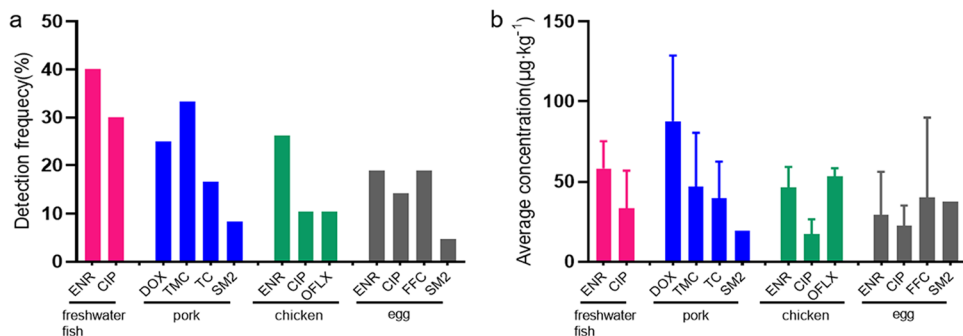 a
Detection frequecy(%)
50
40
30
20
10
0
ENR CIP DOX TMC TC SM2 ENR CIP OFLX ENR CIP FFC SM2
freshwater fish pork chicken egg
b
Average concentration(µg·kg⁻¹)
150
100
50
0
ENR CIP DOX TMC TC SM2 ENR CIP OFLX ENR CIP FFC SM2
freshwater fish pork chicken egg